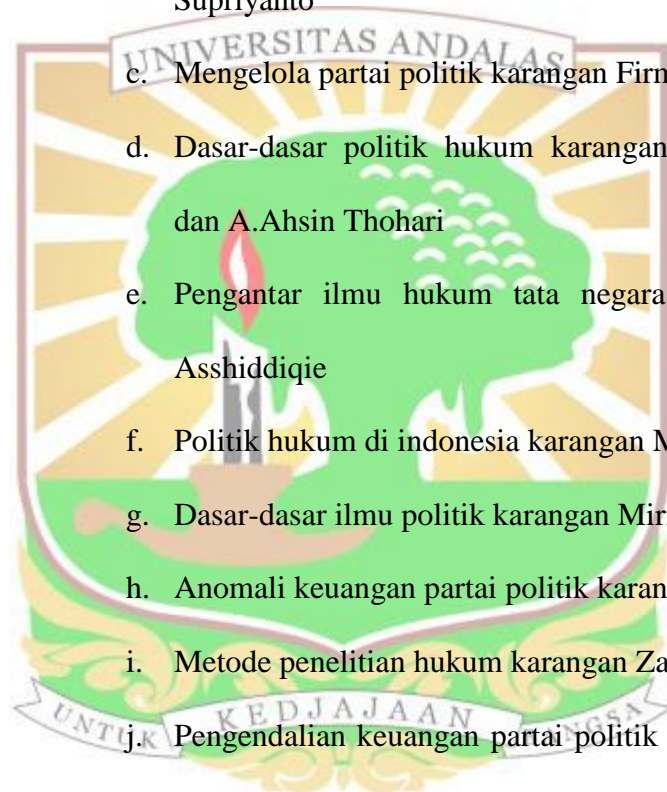 Supriyanto
UNIVERSITAS ANDALAS
c. Mengelola partai politik karangan Firm
d. Dasar-dasar politik hukum karangan
dan A.Ahsin Thohari
e. Pengantar ilmu hukum tata negara
Asshiddiqie
f. Politik hukum di indonesia karangan M
g. Dasar-dasar ilmu politik karangan Miri
h. Anomali keuangan partai politik karan
i. Metode penelitian hukum karangan Za
UNTUK KEDJAJAAN
j. Pengendalian keuangan partai politik